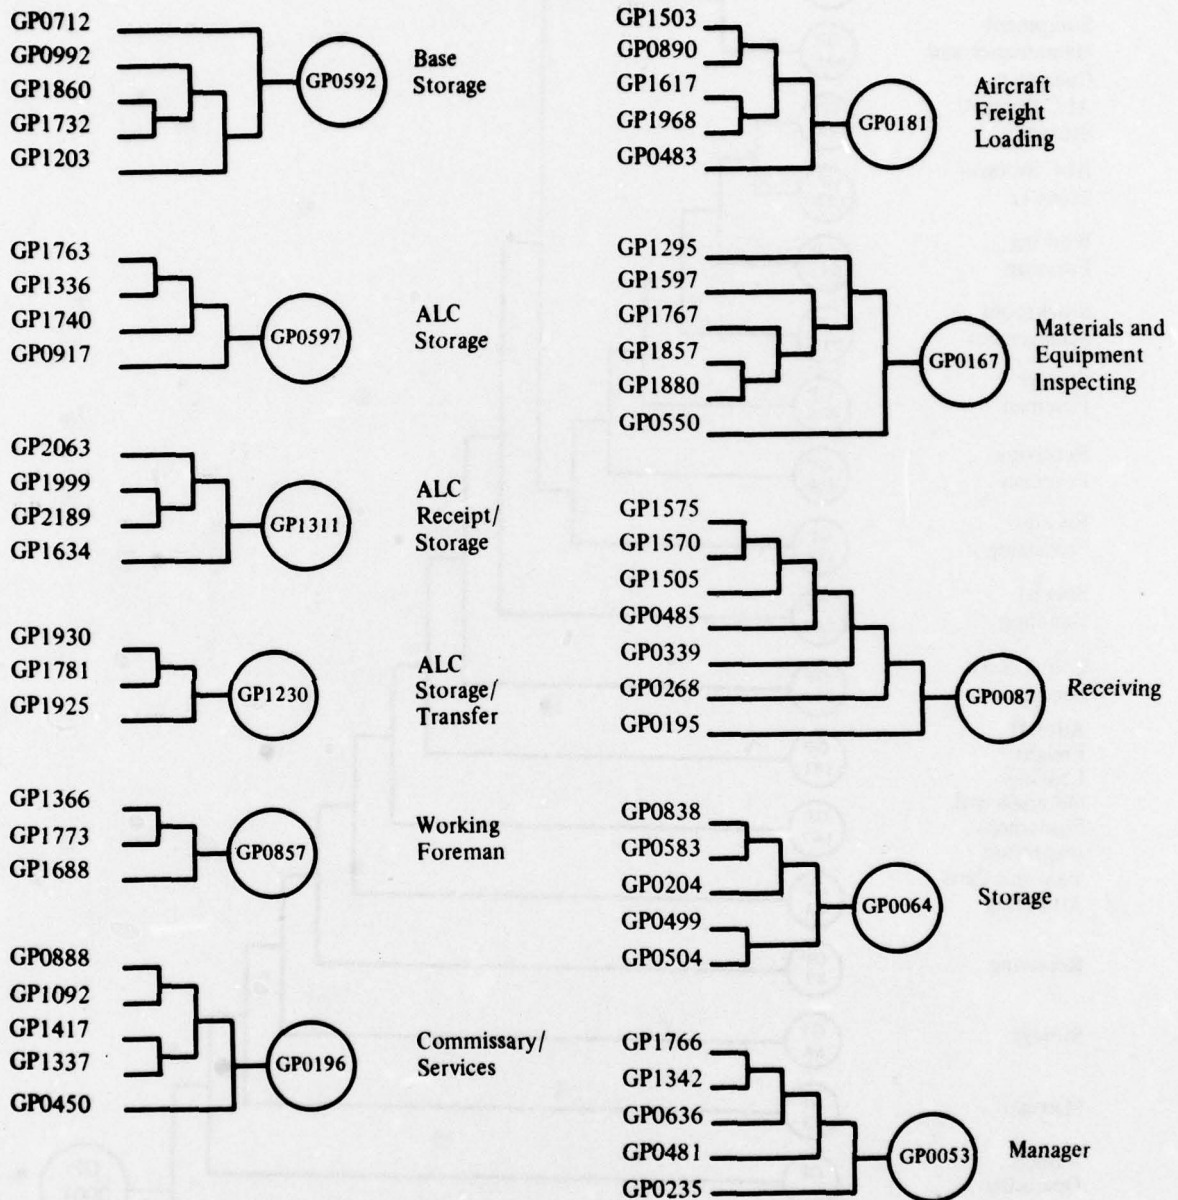 GP0712
GP0992
GP1860
GP1732
GP1203
GP0592
Base
Storage
GP1763
GP1336
GP1740
GP0917
GP0597
ALC
Storage
GP2063
GP1999
GP2189
GP1634
GP1311
ALC
Receipt/
Storage
GP1930
GP1781
GP1925
GP1230
ALC
Storage/
Transfer
GP1366
GP1773
GP1688
GP0857
Working
Foreman
GP0888
GP1092
GP1417
GP1337
GP0450
GP0196
Commissary/
Services
GP1503
GP0890
GP1617
GP1968
GP0483
GP0181
Aircraft
Freight
Loading
GP1295
GP1597
GP1767
GP1857
GP1880
GP0550
GP0167
Materials and
Equipment
Inspecting
GP1575
GP1570
GP1505
GP0485
GP0339
GP0268
GP0195
GP0087
Receiving
GP0838
GP0583
GP0204
GP0499
GP0504
GP0064
Storage
GP1766
GP1342
GP0636
GP0481
GP0235
GP0053
Manager